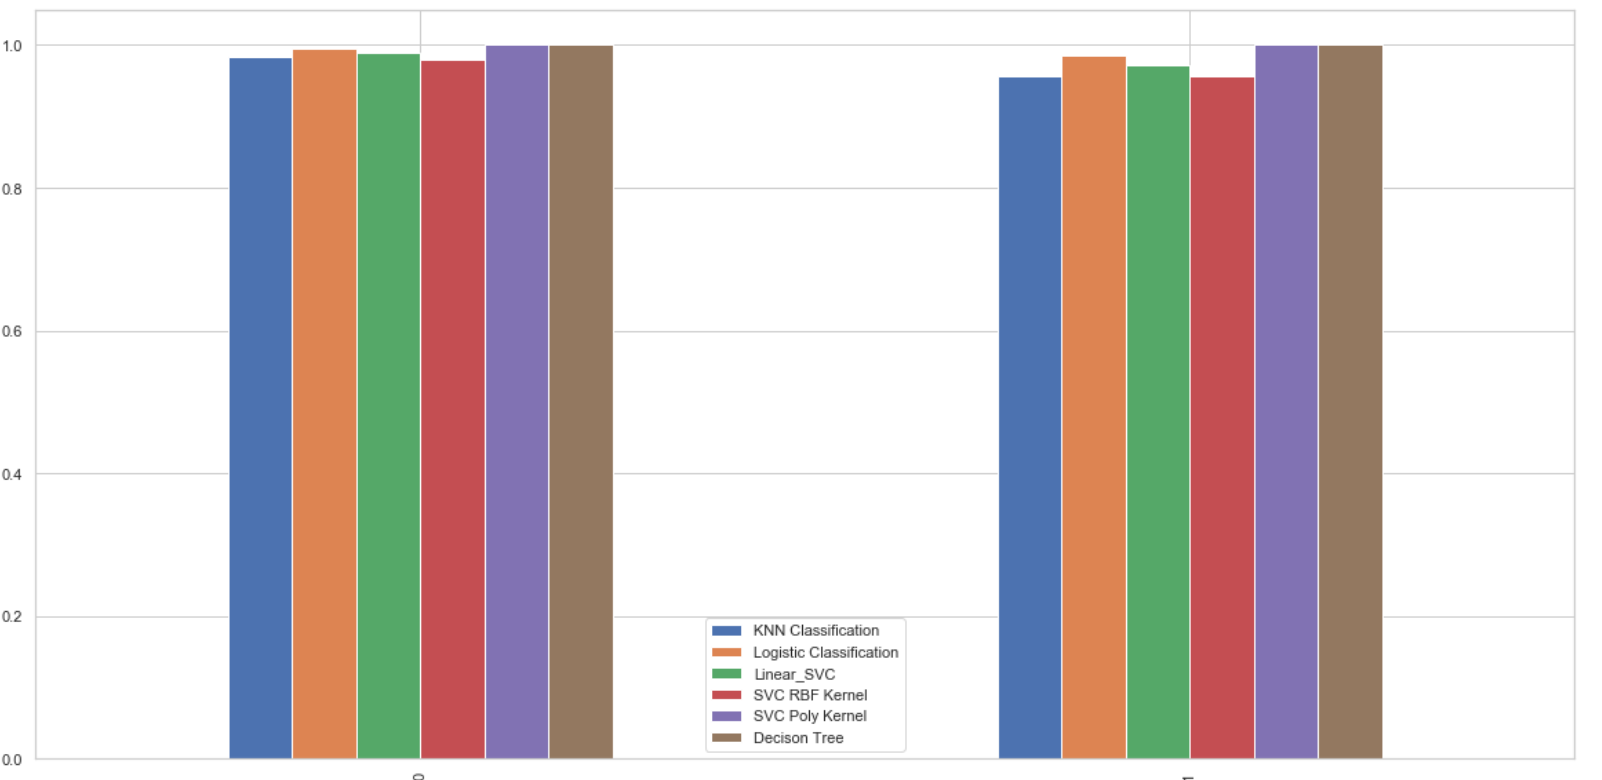 1.0
0.8
0.6
0.4
0.2
0.0
KNN Classification
Logistic Classification
Linear_SVC
SVC RBF Kernel
SVC Poly Kernel
Decison Tree
0